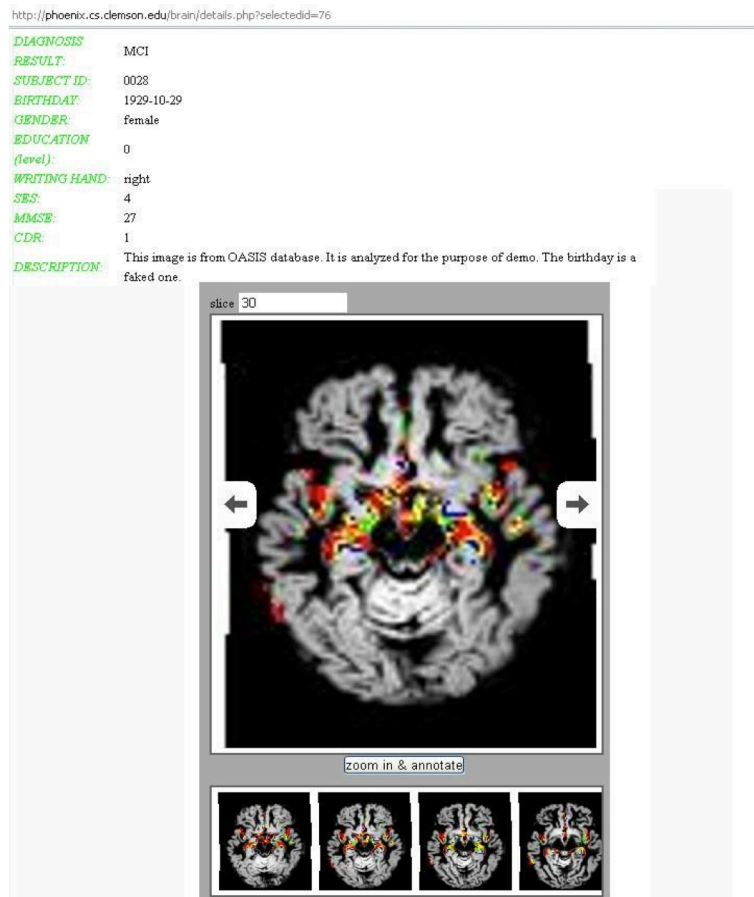 http://phoenix.cs.clemson.edu/brain/details.php?selectedid=76
DIAGNOSIS
RESULT:
MCI
SUBJECT ID: 0028
BIRTHDAY: 1929-10-29
GENDER: female
EDUCATION
(level):
0
WRITING HAND: right
SES: 4
MMSE: 27
CDR: 1
DESCRIPTION:
This image is from OASIS database. It is analyzed for the purpose of demo. The birthday is a
faked one.
slice 30
zoom in & annotate